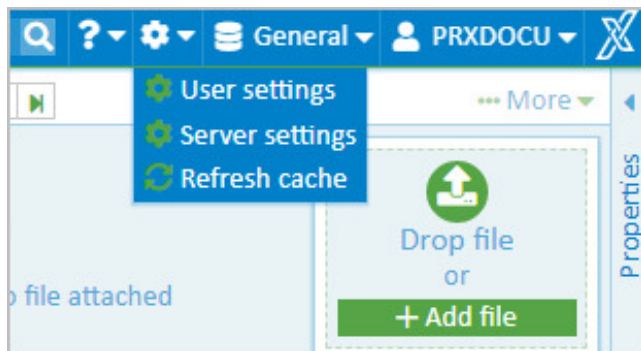 ? General PRXDOCU
User settings
••• More
Server settings
Refresh cache
Drop file
or
+ Add file
file attached
Properties